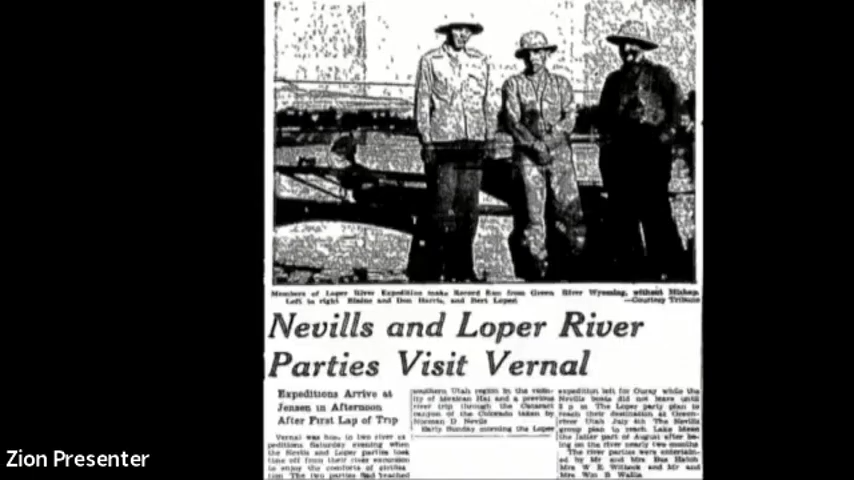 Members of Loper River Expedition make Record Run from Green River Wyoming, without Mishap.
Left to right Blaine and Don Harris, and Bert Loper. —Courtesy Tribune
Nevills and Loper River
Parties Visit Vernal
Expeditions Arrive at
Jensen in Afternoon
After First Lap of Trip
Vernal was host to two river ex
peditions Saturday evening when
the Nevills and Loper parties took
time off from their river excursion
to enjoy the comforts of civiliza
tion The two parties had reached
southern Utah region in the vicin-
ity of Mexican Hat and a previous
river trip through the Cataract
canyon of the Colorado taken by
Norman D Nevils
Early Sunday morning the Loper
expedition left for Ouray while the
Nevills boats did not leave until
p m The Loper party plan to
reach their destination at Green-
river Utah July 4th The Nevills
group plan to reach Lake Mead
the latter part of August after be-
ing on the river nearly two months
The river parties were entertain-
ed by Mr and Mrs Bus Hatch
Mrs W E and Mr and
Mrs Wm B Wallis
Zion Presenter